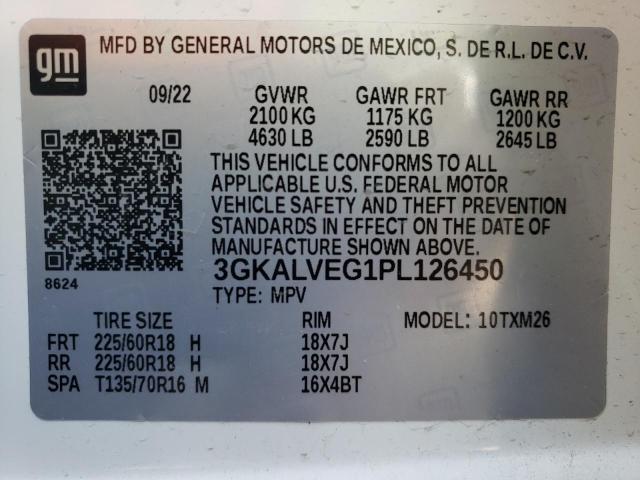 gm
MFD BY GENERAL MOTORS DE MEXICO, S. DE R.L. DE C.V.
09/22 GVWR GAWR FRT GAWR RR
2100 KG 1175 KG 1200 KG
4630 LB 2590 LB 2645 LB
THIS VEHICLE CONFORMS TO ALL
APPLICABLE U.S. FEDERAL MOTOR
VEHICLE SAFETY AND THEFT PREVENTION
STANDARDS IN EFFECT ON THE DATE OF
MANUFACTURE SHOWN ABOVE.
8624 3GKALVEG1PL126450
TYPE: MPV
TIRE SIZE RIM MODEL: 10TXM26
FRT 225/60R18 H 18X7J
RR 225/60R18 H 18X7J
SPA T135/70R16 M 16X4BT